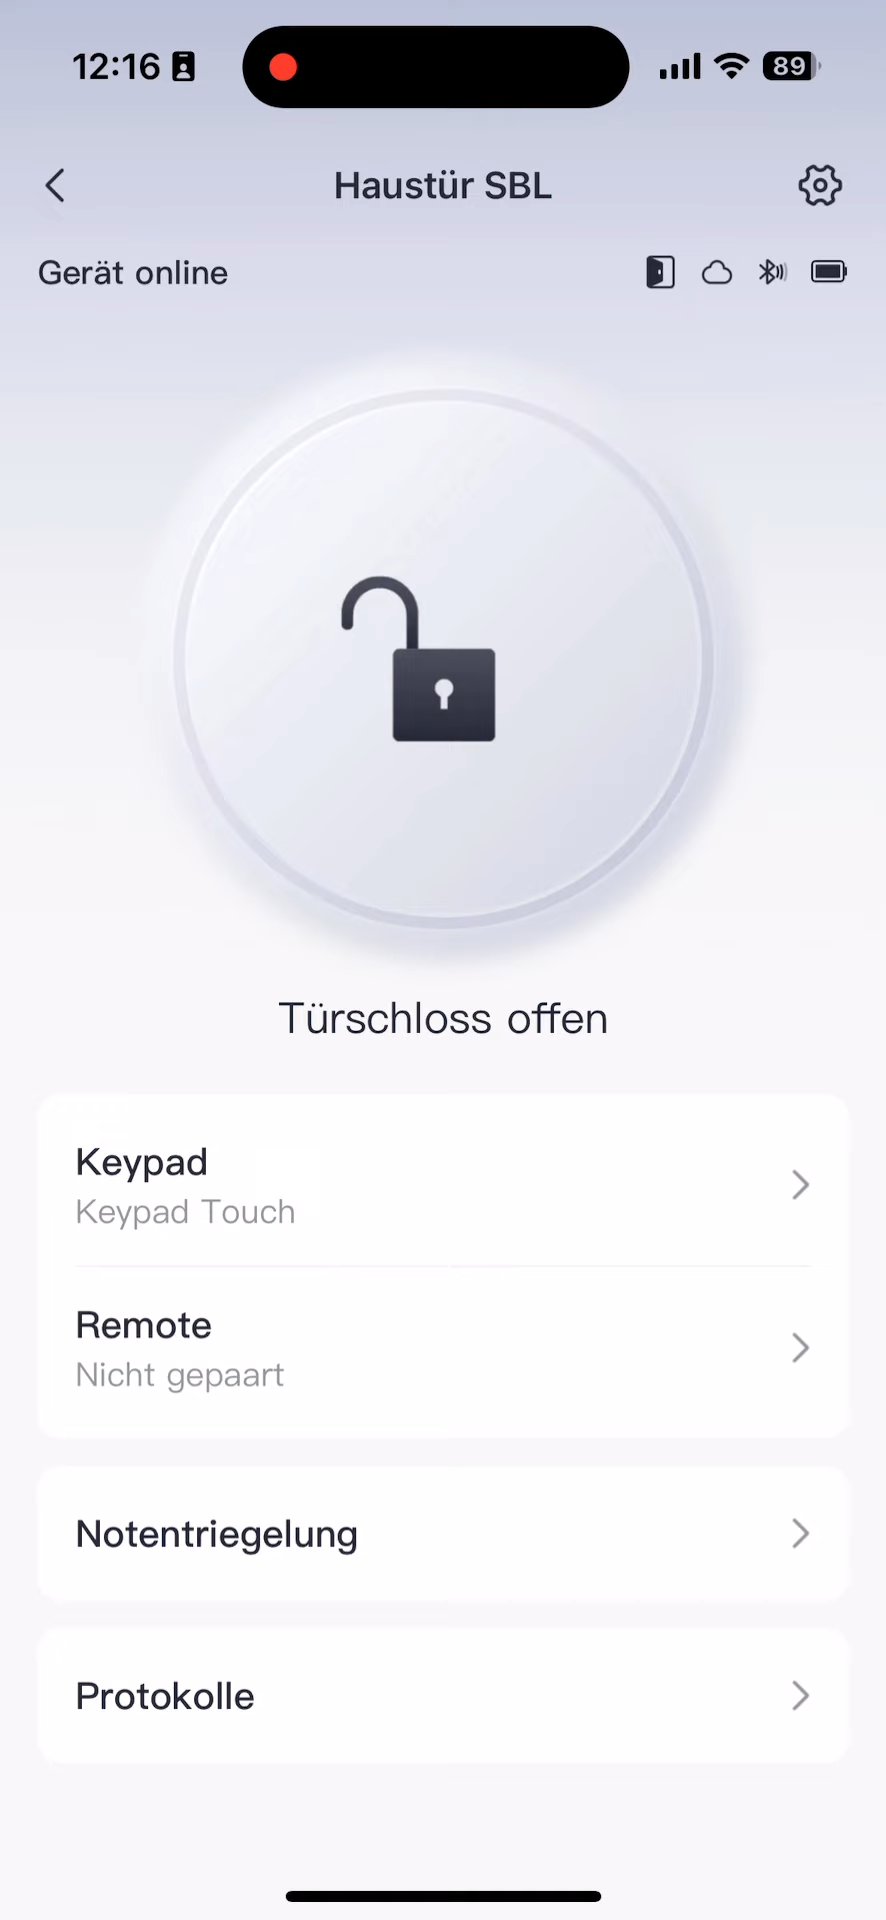 12:16
89
Haustür SBL
Gerät online
Türschloss offen
Keypad
Keypad Touch
Remote
Nicht gepaart
Notentriegelung
Protokolle